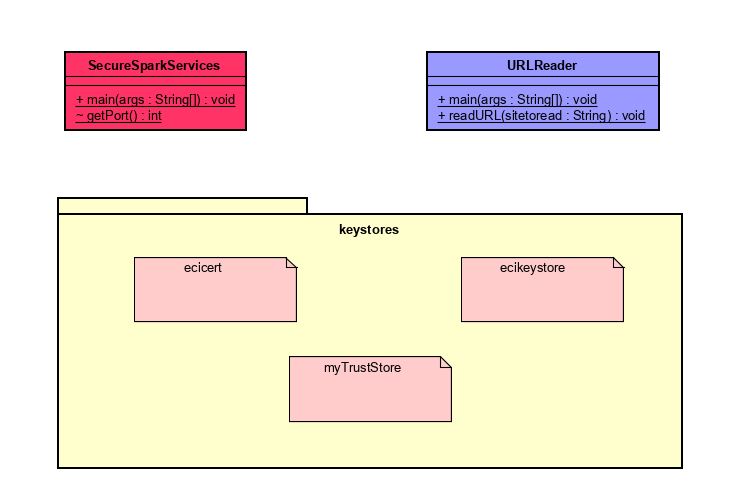 SecureSparkServices
+ main(args : String[]) : void
~ getPort() : int
URLReader
+ main(args : String[]) : void
+ readURL(sitetoread : String) : void
keystores
ecicert
ecikeystore
myTrustStore